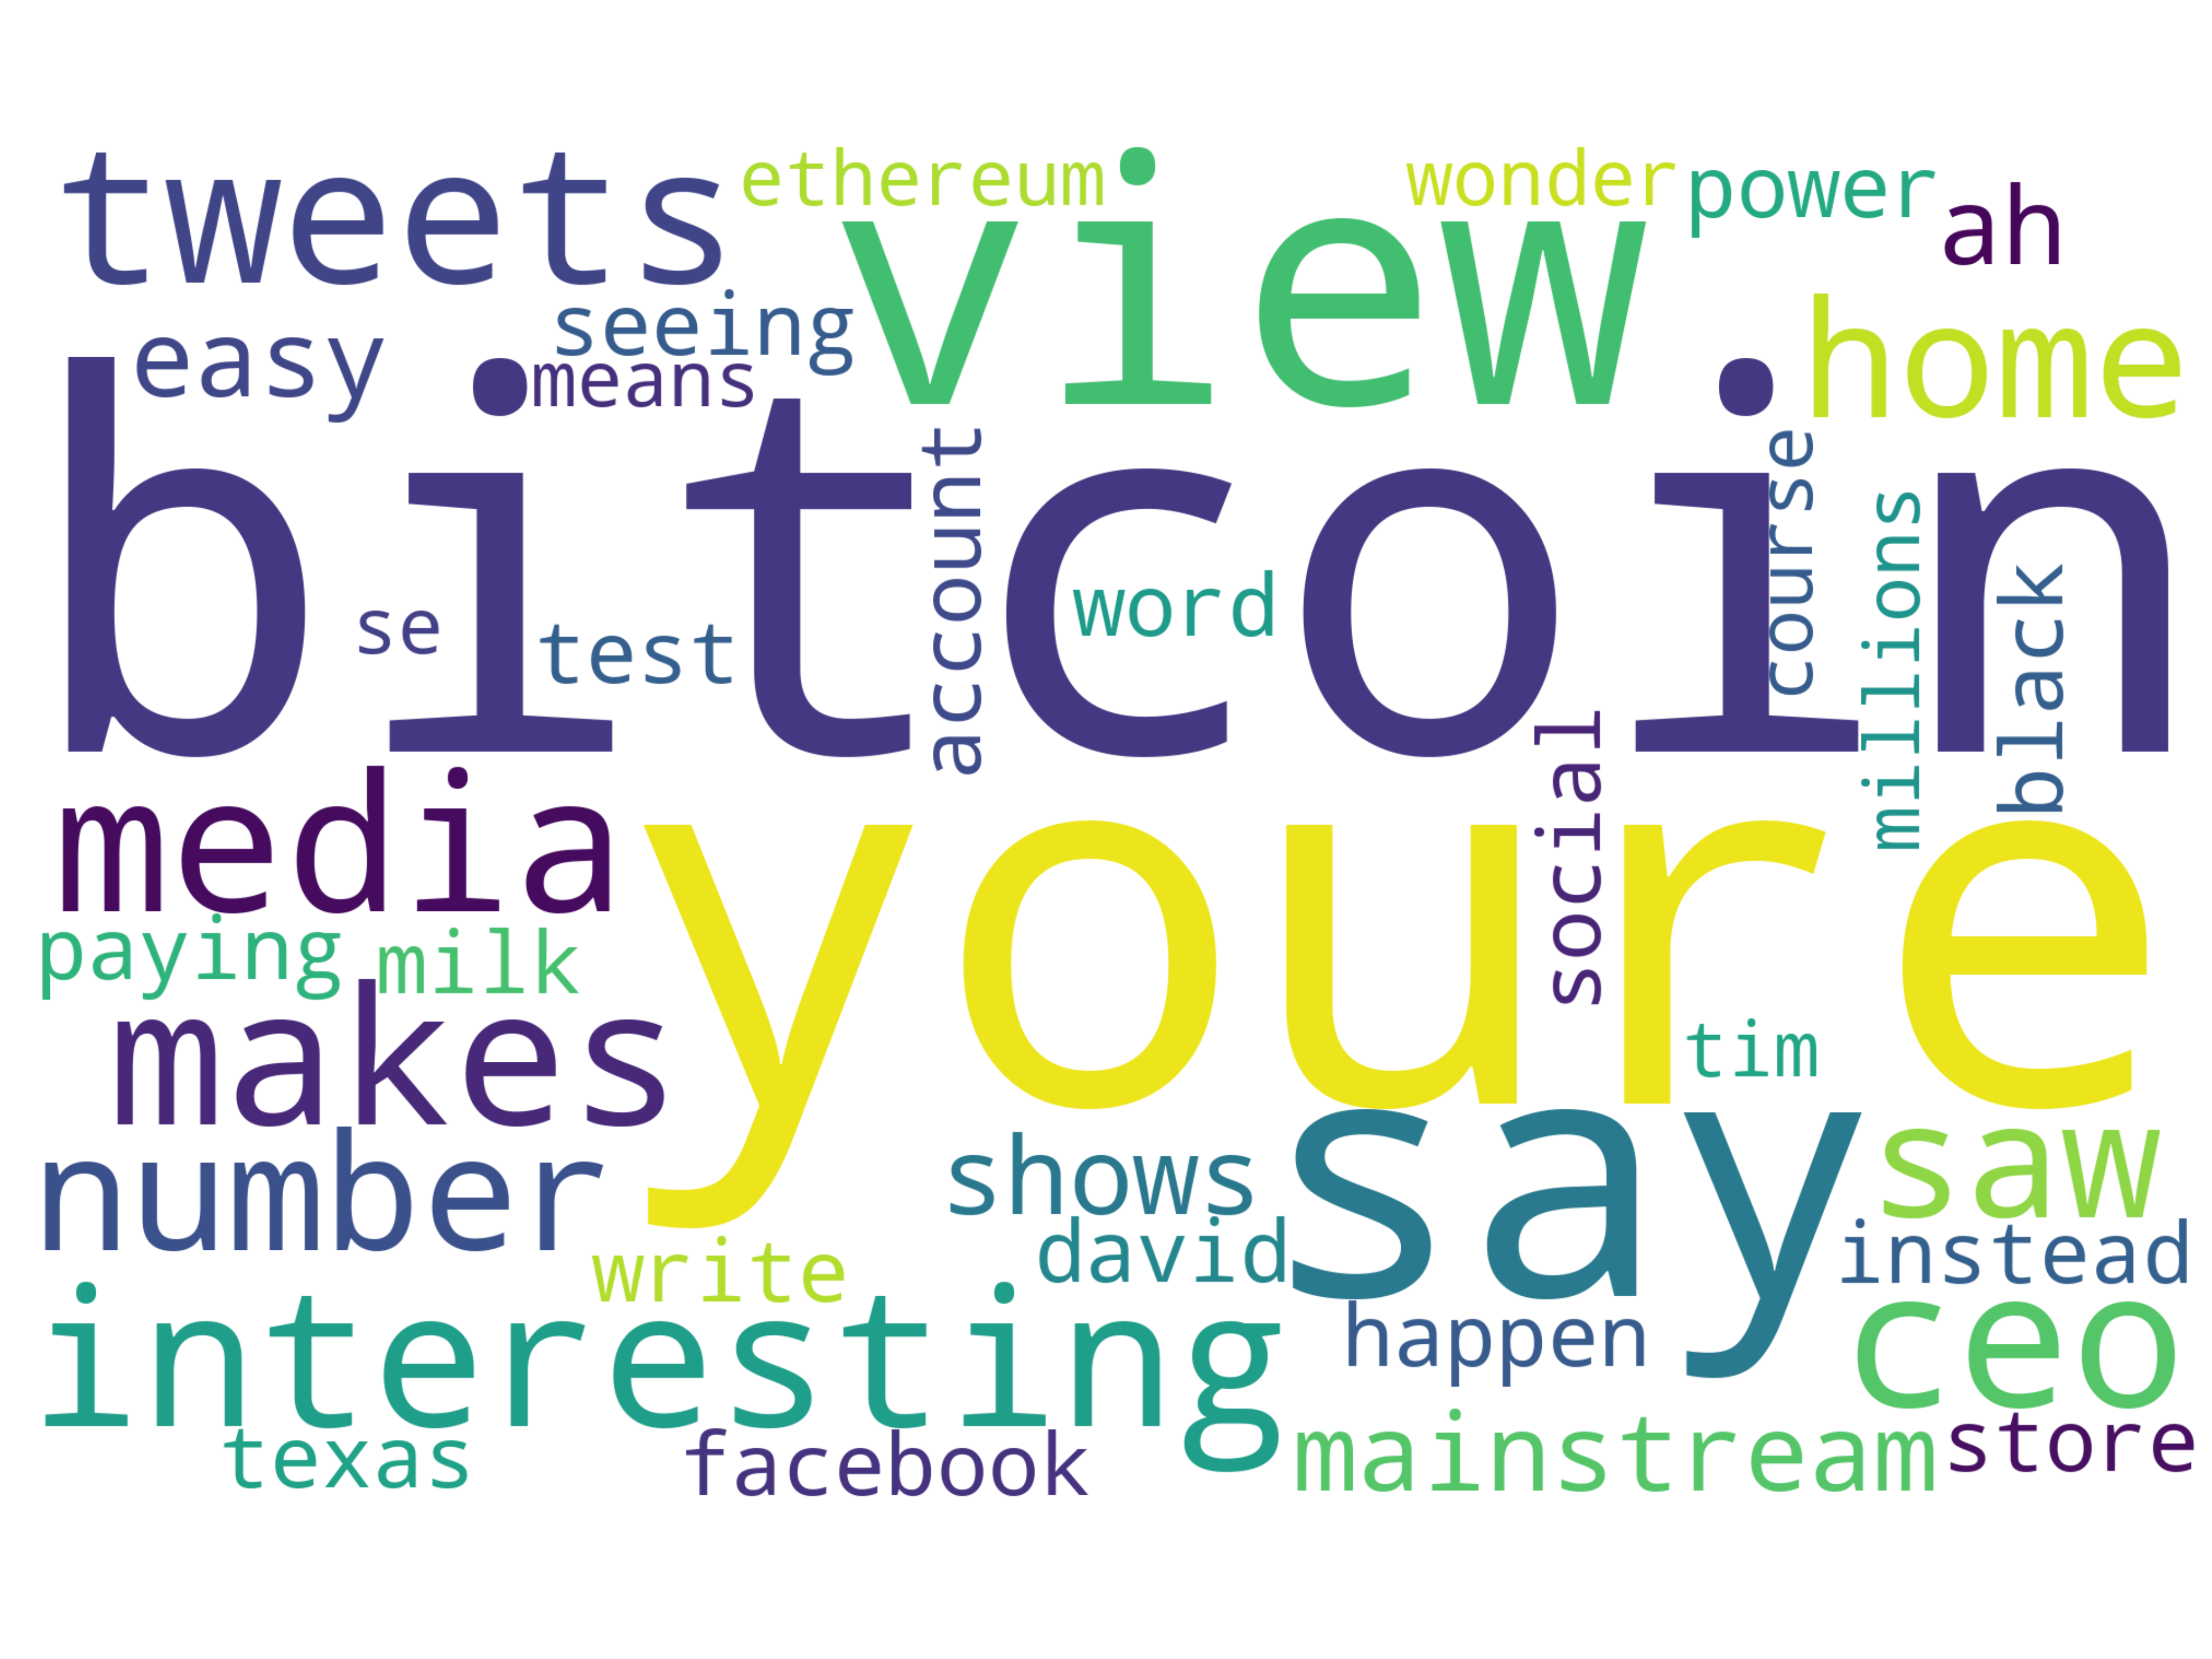 tweets
ethereum
view
wonder
power
ah
easy
seeing
means
home
bitcoin
account
course
millions
black
se
test
word
social
media
youre
paying
milk
makes
tim
number
shows
say
saw
david
instead
write
interesting
happen
ceo
texas
facebook
mainstream
store